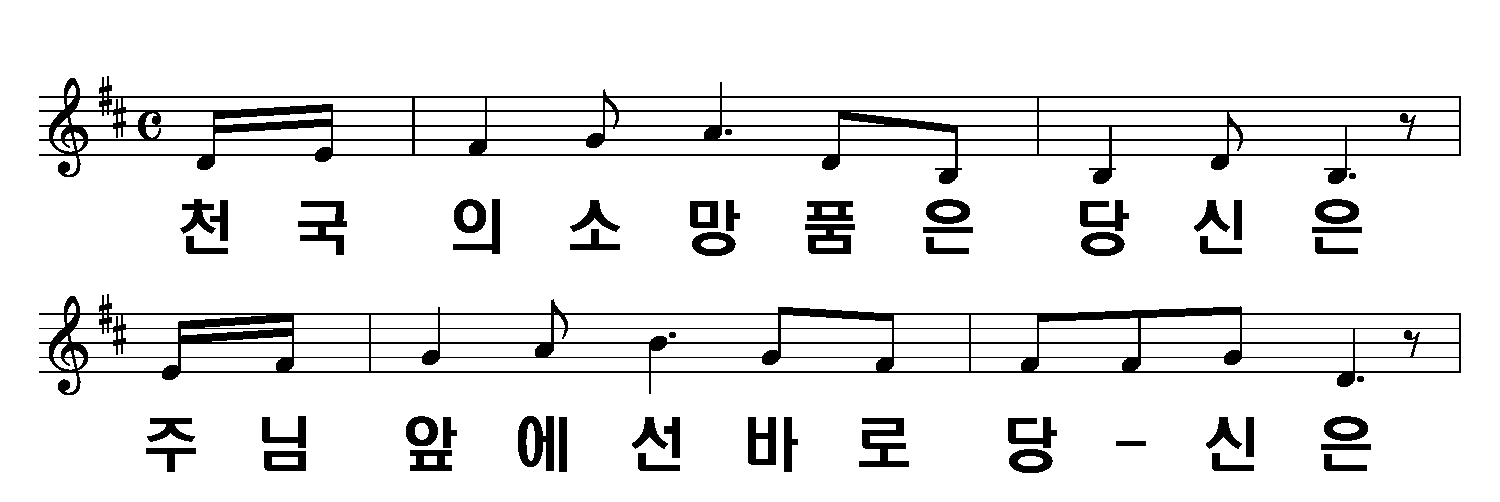 천 국 의 소 망 품 은 당 신 은
주 님 앞 에 선 바 로 당 - 신 은